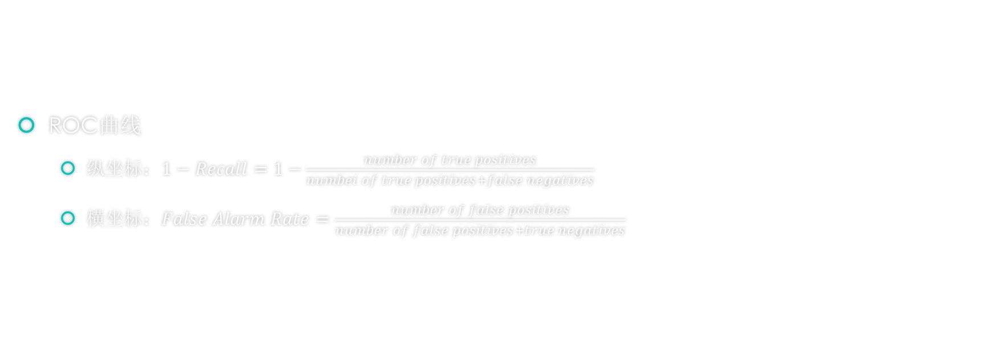 ROC曲线
纵坐标: 1 − Recall = 1 − \frac{number of true positives}{numbei of true positives+false negatives}
横坐标: False Alarm Rate = \frac{number of false positives}{number of false positives+true negatives}